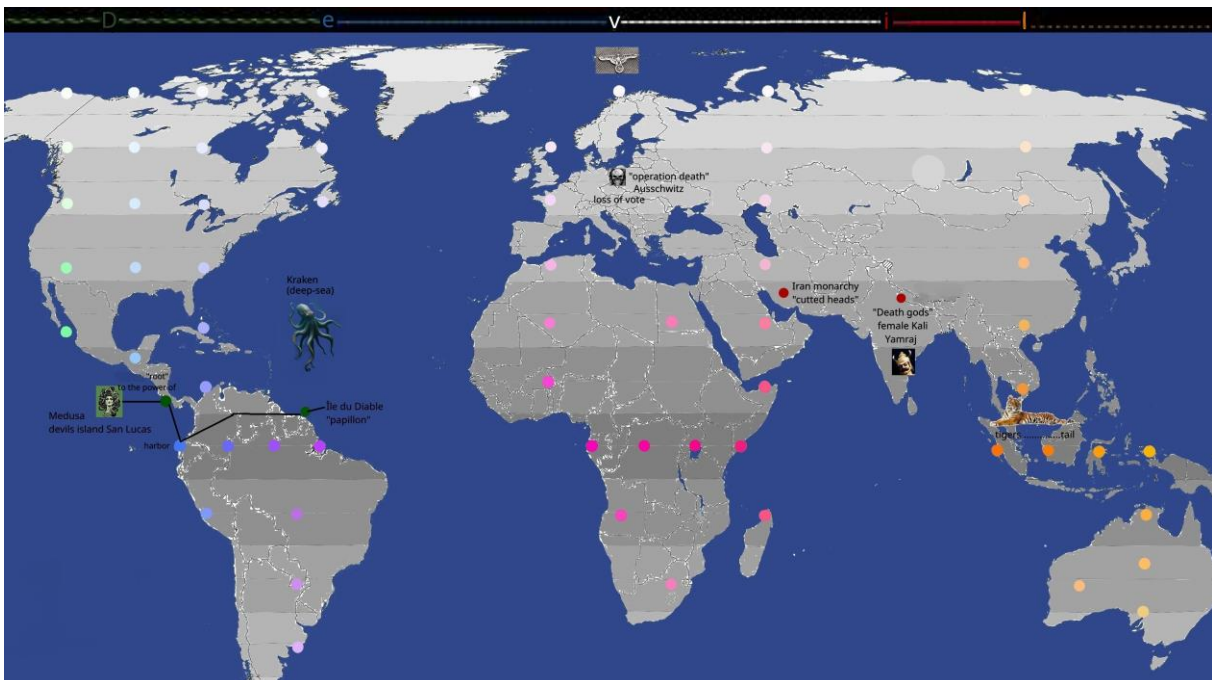 D e v i l
"operation death"
Ausschwitz
loss of vote
Kraken
(deep-sea)
Iran monarchy
"cutted heads"
"Death gods"
female Kali
Yamraj
"root"
to the power of
Medusa
devils island San Lucas
Île du Diable
"papillon"
harbor
tigers ............tail